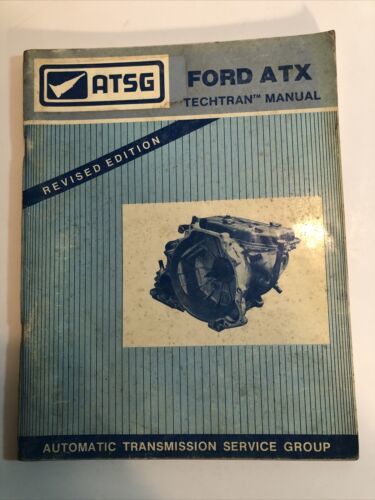 ATSG
FORD ATX
TECHTRAN™ MANUAL
REVISED EDITION
AUTOMATIC TRANSMISSION SERVICE GROUP